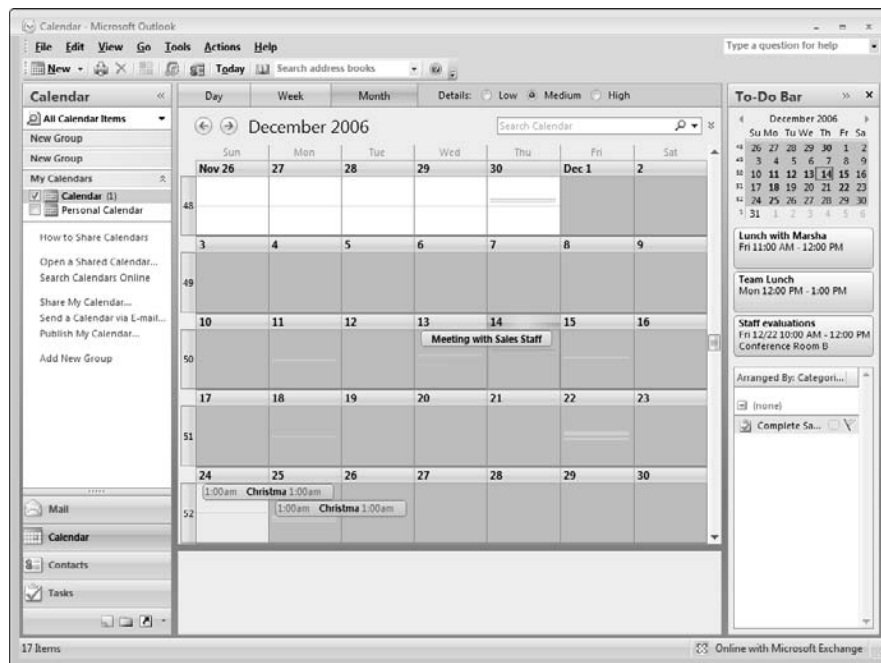 Calendar - Microsoft Outlook
File Edit View Go Tools Actions Help
Type a question for help
New Today Search address books
Calendar «
All Calendar Items
New Group
New Group
My Calendars
Calendar (1)
Personal Calendar
How to Share Calendars
Open a Shared Calendar...
Search Calendars Online
Share My Calendar...
Send a Calendar via E-mail...
Publish My Calendar...
Add New Group
Mail
Calendar
Contacts
Tasks
Day Week Month Details: Low Medium High
December 2006
Search Calendar
Sun Mon Tue Wed Thu Fri Sat
Nov 26 27 28 29 30 Dec 1 2
48
3 4 5 6 7 8 9
49
10 11 12 13 14 15 16
Meeting with Sales Staff
50
17 18 19 20 21 22 23
51
24 25 26 27 28 29 30
1:00am Christma 1:00am
1:00am Christma 1:00am
52
To-Do Bar »
December 2006
Su Mo Tu We Th Fr Sa
48 26 27 28 29 30 1 2
49 3 4 5 6 7 8 9
50 10 11 12 13 14 15 16
51 17 18 19 20 21 22 23
52 24 25 26 27 28 29 30
1 31 1 2 3 4 5 6
Lunch with Marsha
Fri 11:00 AM - 12:00 PM
Team Lunch
Mon 12:00 PM - 1:00 PM
Staff evaluations
Fri 12/22 10:00 AM - 12:00 PM
Conference Room B
Arranged By: Categori...
(none)
Complete Sa...
17 Items
Online with Microsoft Exchange